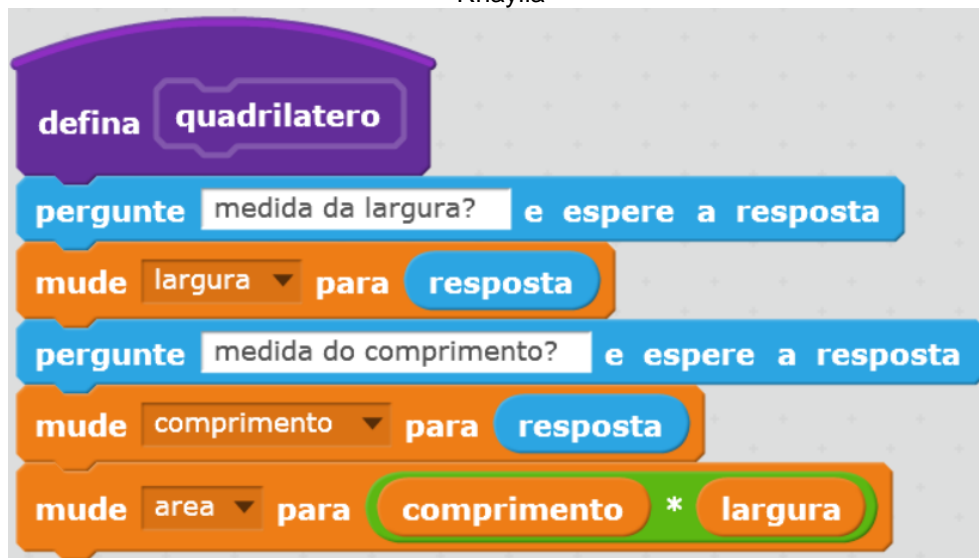 defina quadrilatero
pergunte medida da largura? e espere a resposta
mude largura para resposta
pergunte medida do comprimento? e espere a resposta
mude comprimento para resposta
mude area para comprimento * largura